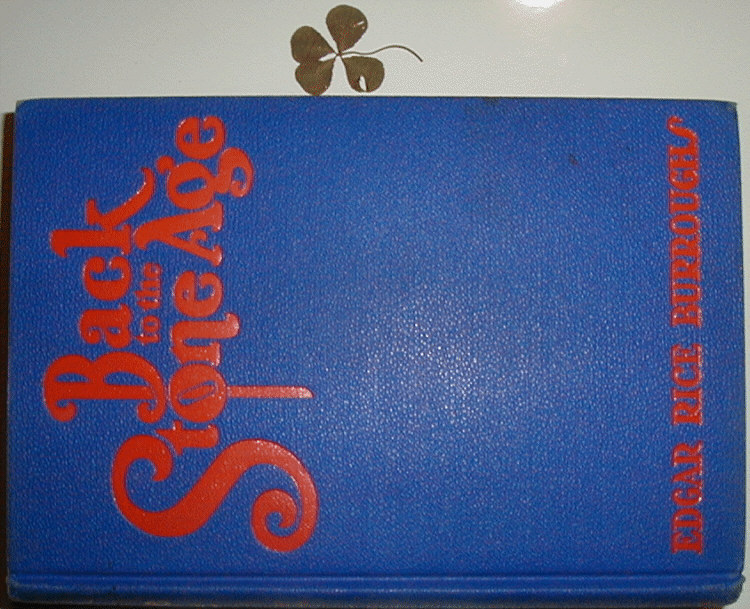 Back
to the
Stone Age
EDGAR RICE BURROUGHS